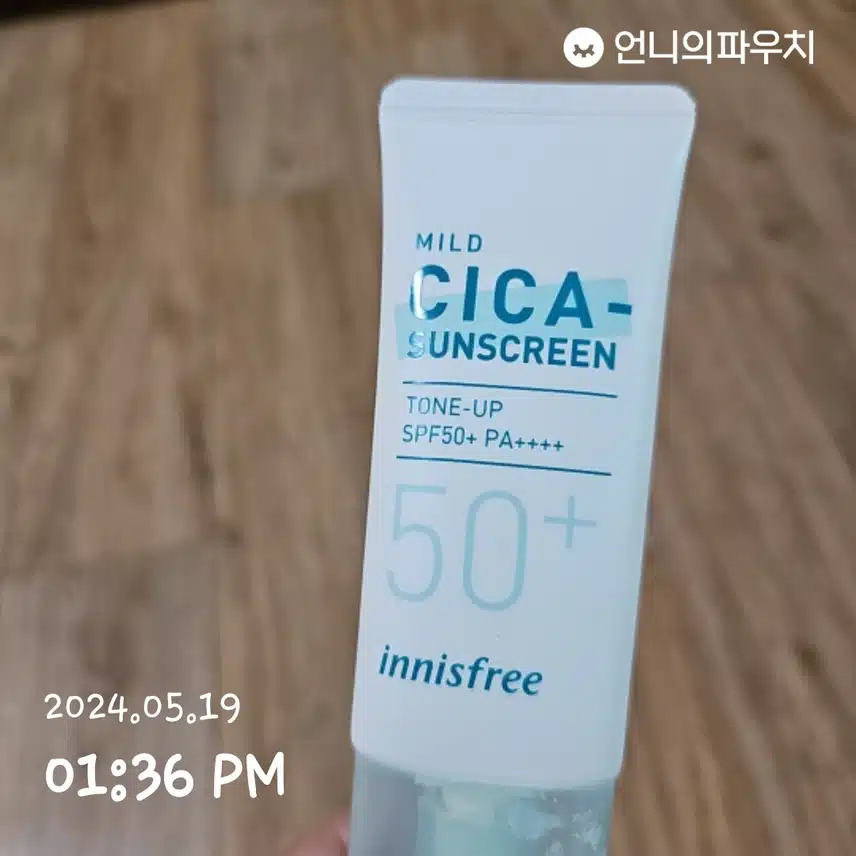 언니의파우치
MILD
CICA-
SUNSCREEN
TONE-UP
SPF50+ PA++++
50+
innisfree
2024.05.19
01:36 PM